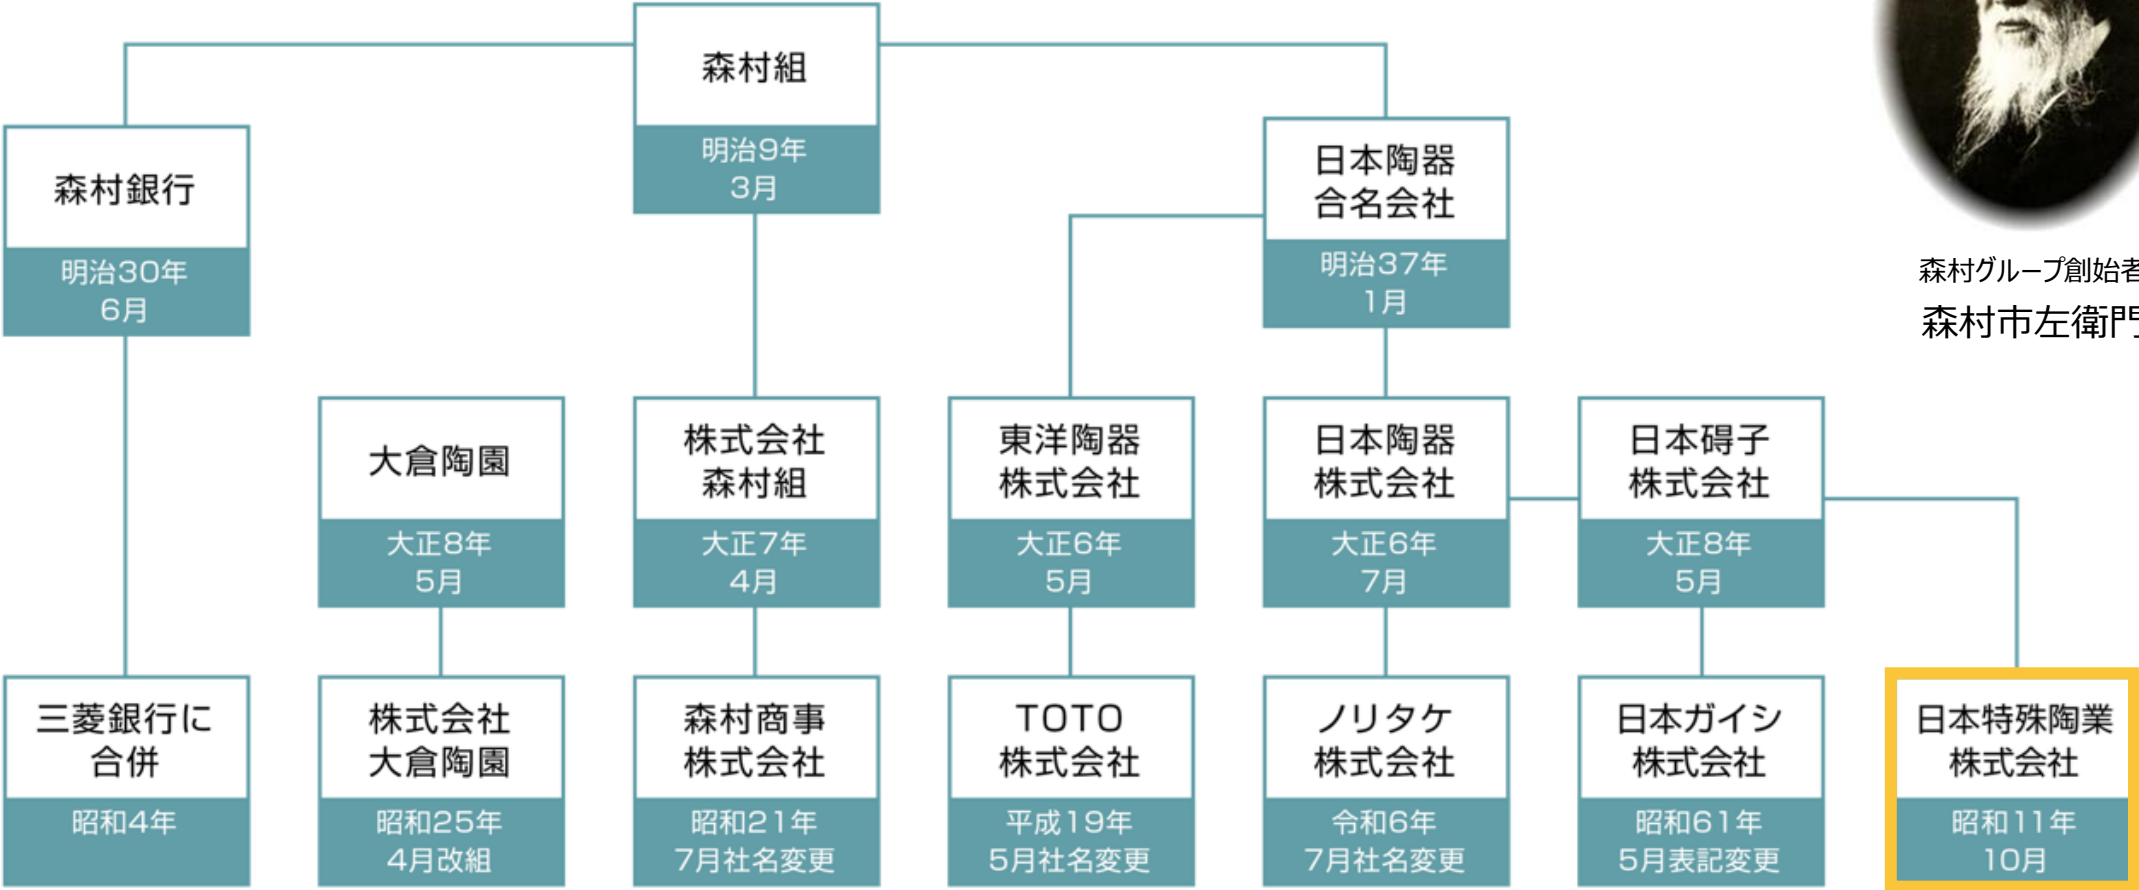 森村組
明治9年
3月
森村銀行
明治30年
6月
日本陶器
合名会社
明治37年
1月
森村グループ創始者
森村市左衛門
大倉陶園
大正8年
5月
株式会社
森村組
大正7年
4月
東洋陶器
株式会社
大正6年
5月
日本陶器
株式会社
大正6年
7月
日本碍子
株式会社
大正8年
5月
三菱銀行に
合併
昭和4年
株式会社
大倉陶園
昭和25年
4月改組
森村商事
株式会社
昭和21年
7月社名変更
TOTO
株式会社
平成19年
5月社名変更
ノリタケ
株式会社
令和6年
7月社名変更
日本ガイシ
株式会社
昭和61年
5月表記変更
日本特殊陶業
株式会社
昭和11年
10月